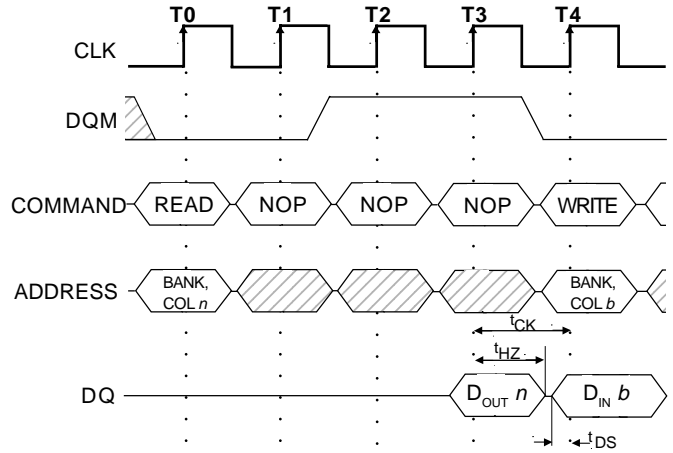 T0 T1 T2 T3 T4
CLK
DQM
COMMAND READ NOP NOP NOP WRITE
ADDRESS BANK, COL n BANK, COL b
tCK
tHZ
DQ DOUT n DIN b
tDS